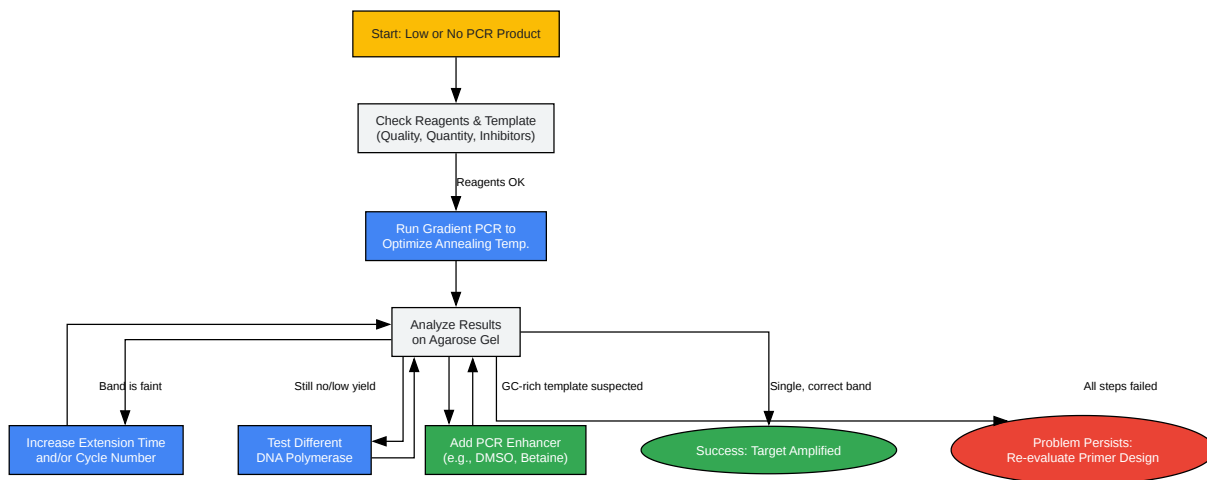 Start: Low or No PCR Product
Check Reagents & Template
(Quality, Quantity, Inhibitors)
Reagents OK
Run Gradient PCR to
Optimize Annealing Temp.
Analyze Results
on Agarose Gel
Band is faint
Still no/low yield
GC-rich template suspected
Single, correct band
All steps failed
Increase Extension Time
and/or Cycle Number
Test Different
DNA Polymerase
Add PCR Enhancer
(e.g., DMSO, Betaine)
Success: Target Amplified
Problem Persists:
Re-evaluate Primer Design